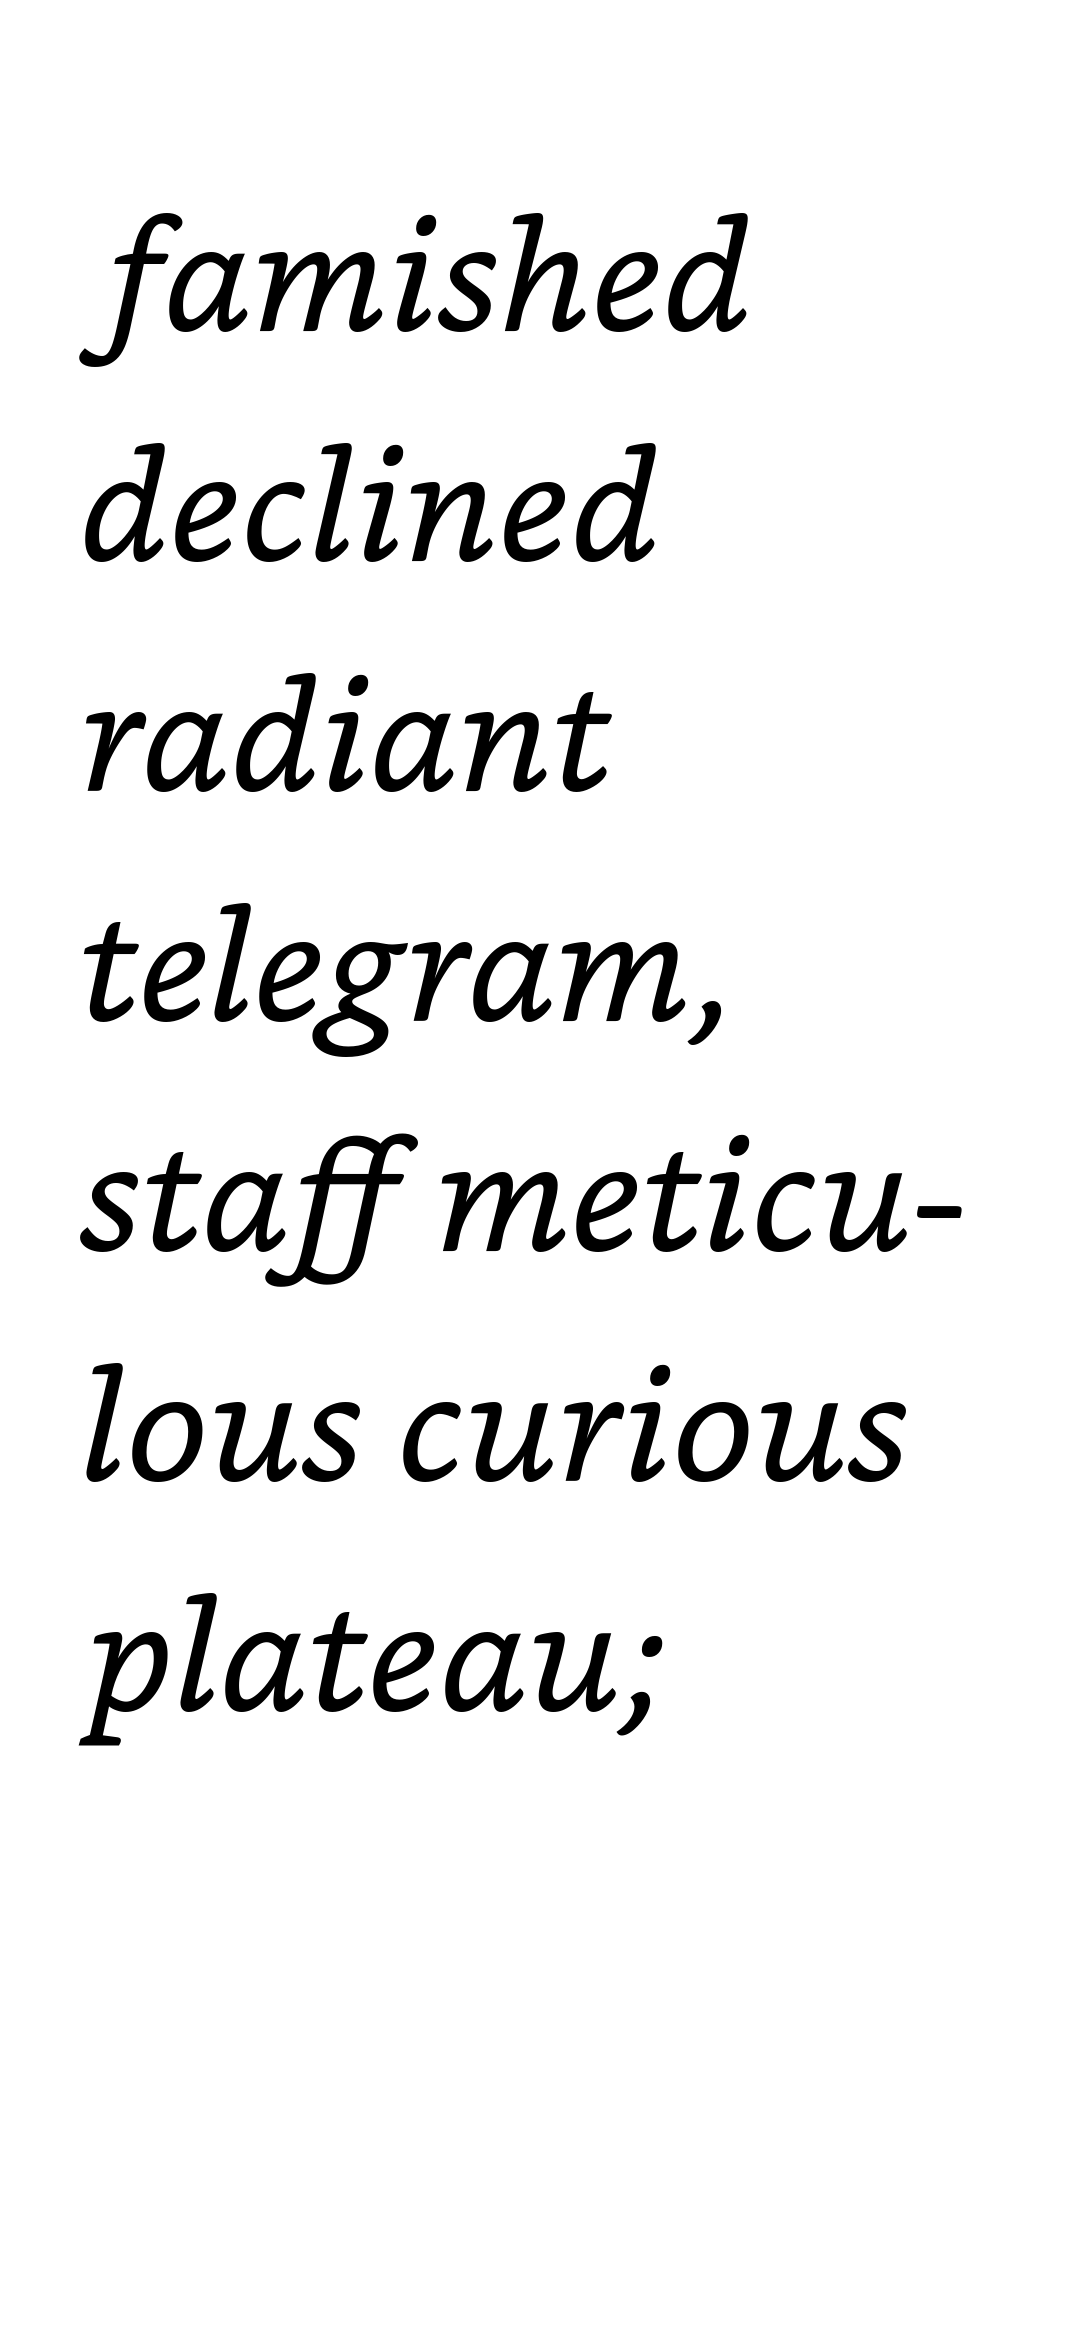 famished
declined
radiant
telegram,
staff meticu-
lous curious
plateau;